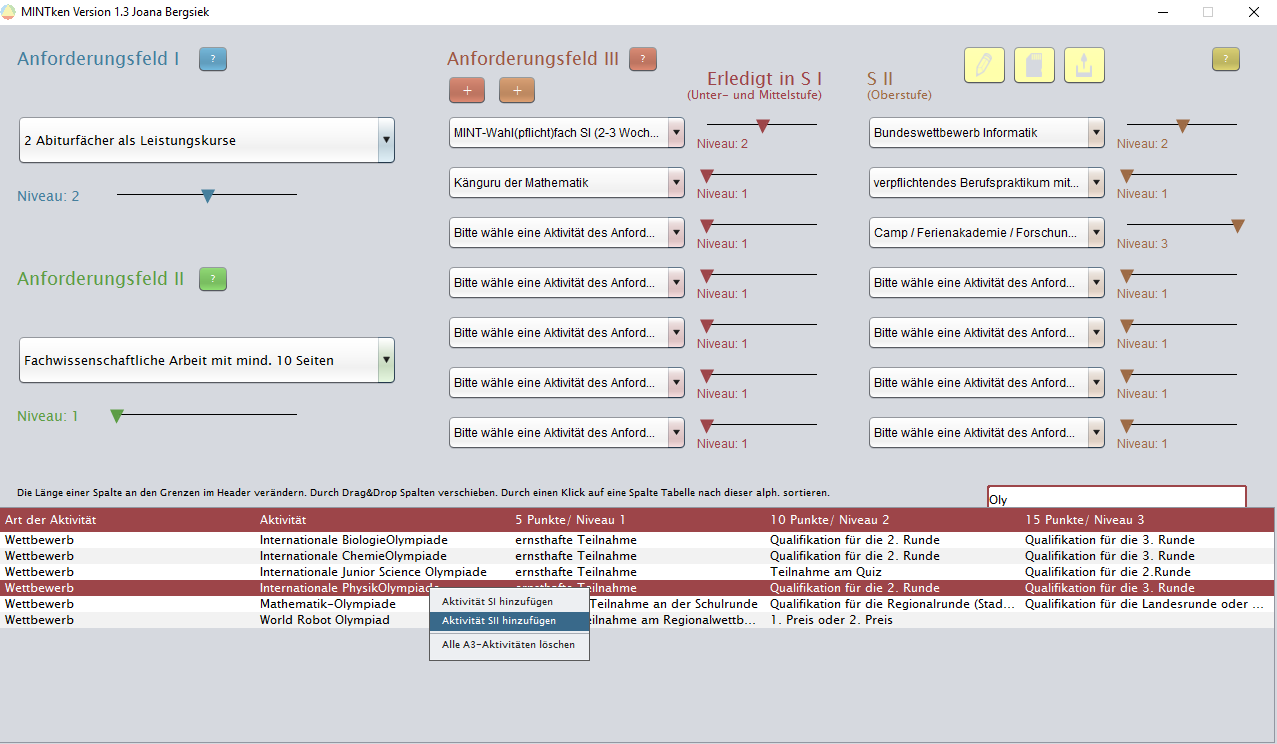 MINTken Version 1.3 Joana Bergsiek
Anforderungsfeld I ?
2 Abiturfächer als Leistungskurse
Niveau: 2
Anforderungsfeld II ?
Fachwissenschaftliche Arbeit mit mind. 10 Seiten
Niveau: 1
Anforderungsfeld III ?
+ +
Erledigt in S I
(Unter- und Mittelstufe)
S II
(Oberstufe)
?
MINT-Wahl(pflicht)fach SI (2-3 Woch...
Niveau: 2
Bundeswettbewerb Informatik
Niveau: 2
Känguru der Mathematik
Niveau: 1
verpflichtendes Berufspraktikum mit...
Niveau: 1
Bitte wähle eine Aktivität des Anford...
Niveau: 1
Camp / Ferienakademie / Forschun...
Niveau: 3
Bitte wähle eine Aktivität des Anford...
Niveau: 1
Bitte wähle eine Aktivität des Anford...
Niveau: 1
Bitte wähle eine Aktivität des Anford...
Niveau: 1
Bitte wähle eine Aktivität des Anford...
Niveau: 1
Bitte wähle eine Aktivität des Anford...
Niveau: 1
Bitte wähle eine Aktivität des Anford...
Niveau: 1
Bitte wähle eine Aktivität des Anford...
Niveau: 1
Bitte wähle eine Aktivität des Anford...
Niveau: 1
Die Länge einer Spalte an den Grenzen im Header verändern. Durch Drag&Drop Spalten verschieben. Durch einen Klick auf eine Spalte Tabelle nach dieser alph. sortieren.
Oly
Art der Aktivität Aktivität 5 Punkte/ Niveau 1 10 Punkte/ Niveau 2 15 Punkte/ Niveau 3
Wettbewerb Internationale BiologieOlympiade ernsthafte Teilnahme Qualifikation für die 2. Runde Qualifikation für die 3. Runde
Wettbewerb Internationale ChemieOlympiade ernsthafte Teilnahme Qualifikation für die 2. Runde Qualifikation für die 3. Runde
Wettbewerb Internationale Junior Science Olympiade ernsthafte Teilnahme Teilnahme am Quiz Qualifikation für die 2.Runde
Wettbewerb Internationale PhysikOlympiade ernsthafte Teilnahme Qualifikation für die 2. Runde Qualifikation für die 3. Runde
Wettbewerb Mathematik-Olympiade Teilnahme an der Schulrunde Qualifikation für die Regionalrunde (Stad... Qualifikation für die Landesrunde oder ...
Wettbewerb World Robot Olympiad eilnahme am Regionalwettb... 1. Preis oder 2. Preis
Aktivität SI hinzufügen
Aktivität SII hinzufügen
Alle A3-Aktivitäten löschen